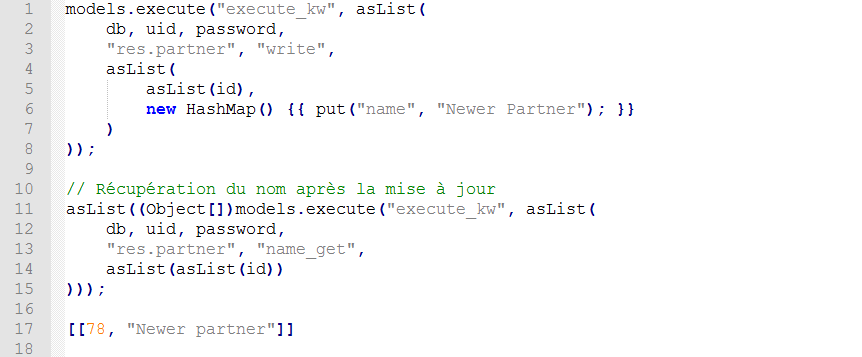 1 models.execute("execute_kw", asList(
2     db, uid, password,
3     "res.partner", "write",
4     asList(
5         asList(id),
6         new HashMap() {{ put("name", "Newer Partner"); }}
7     )
8 ));
9
10 // Récupération du nom après la mise à jour
11 asList((Object[])models.execute("execute_kw", asList(
12     db, uid, password,
13     "res.partner", "name_get",
14     asList(asList(id))
15 )));
16
17 [[78, "Newer partner"]]
18